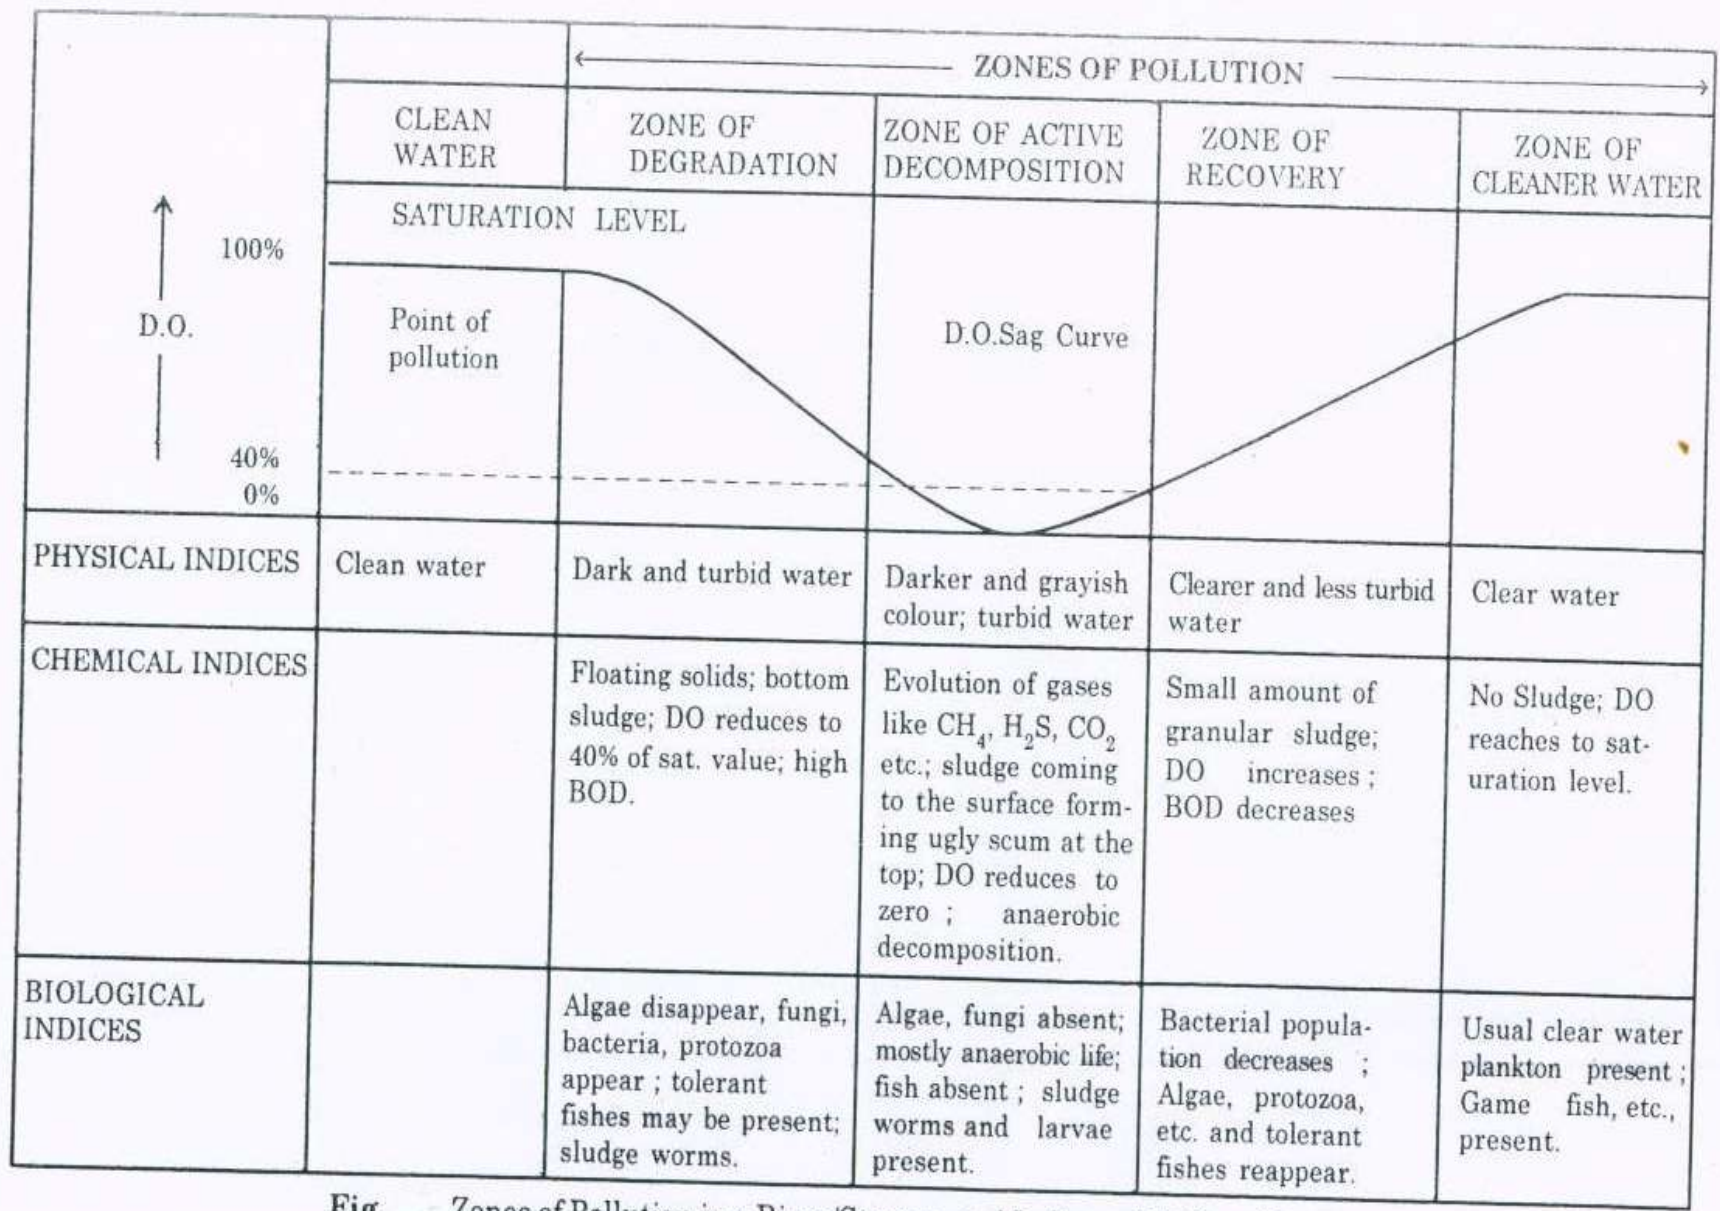 ZONES OF POLLUTION
CLEAN
WATER
ZONE OF
DEGRADATION
ZONE OF ACTIVE
DECOMPOSITION
ZONE OF
RECOVERY
ZONE OF
CLEANER WATER
SATURATION LEVEL
100%
D.O.
40%
0%
Point of
pollution
D.O.Sag Curve
PHYSICAL INDICES
Clean water
Dark and turbid water
Darker and grayish
colour; turbid water
Clearer and less turbid
water
Clear water
CHEMICAL INDICES
Floating solids; bottom
sludge; DO reduces to
40% of sat. value; high
BOD.
Evolution of gases
like CH₄, H₂S, CO₂
etc.; sludge coming
to the surface form-
ing ugly scum at the
top; DO reduces to
zero ; anaerobic
decomposition.
Small amount of
granular sludge;
DO increases ;
BOD decreases
No Sludge; DO
reaches to sat-
uration level.
BIOLOGICAL
INDICES
Algae disappear, fungi,
bacteria, protozoa
appear ; tolerant
fishes may be present;
sludge worms.
Algae, fungi absent;
mostly anaerobic life;
fish absent ; sludge
worms and larvae
present.
Bacterial popula-
tion decreases ;
Algae, protozoa,
etc. and tolerant
fishes reappear.
Usual clear water
plankton present ;
Game fish, etc.,
present.
Fig. Zones of Pollution in a River